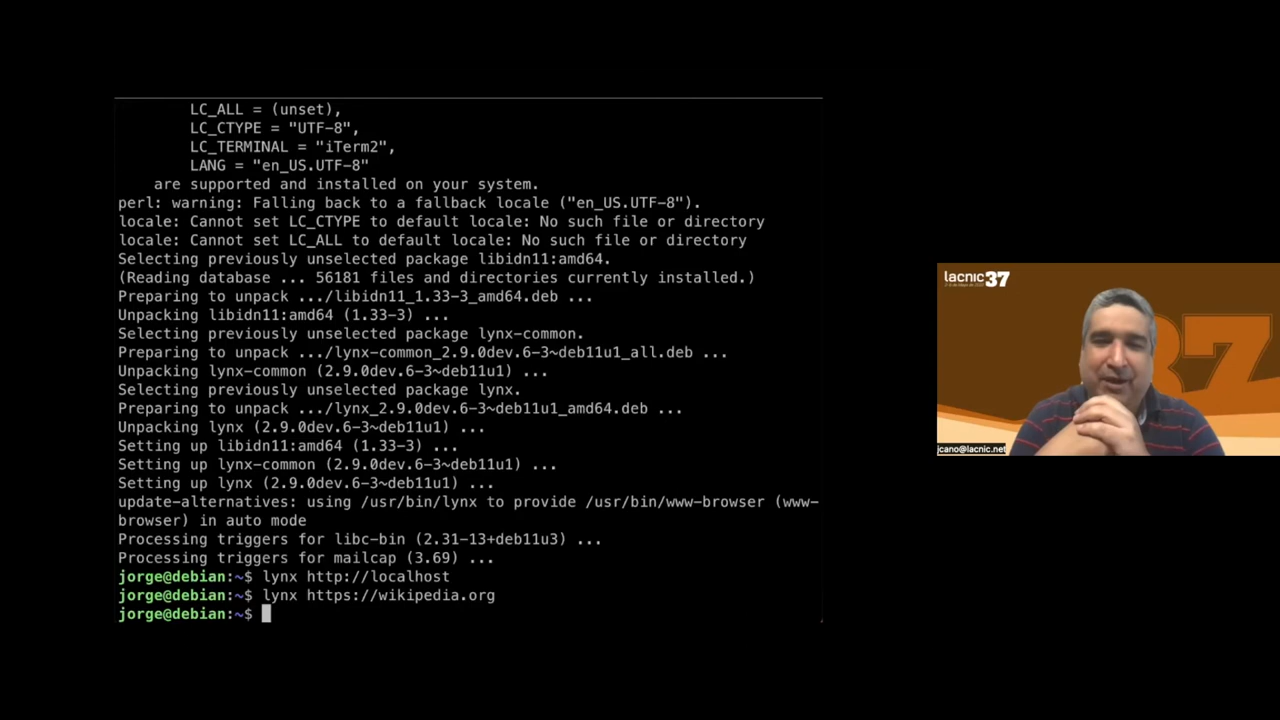 LC_ALL = (unset),
LC_CTYPE = "UTF-8",
LC_TERMINAL = "iTerm2",
LANG = "en_US.UTF-8"
are supported and installed on your system.
perl: warning: Falling back to a fallback locale ("en_US.UTF-8").
locale: Cannot set LC_CTYPE to default locale: No such file or directory
locale: Cannot set LC_ALL to default locale: No such file or directory
Selecting previously unselected package libidn11:amd64.
(Reading database ... 56181 files and directories currently installed.)
Preparing to unpack .../libidn11_1.33-3_amd64.deb ...
Unpacking libidn11:amd64 (1.33-3) ...
Selecting previously unselected package lynx-common.
Preparing to unpack .../lynx-common_2.9.0dev.6-3~deb11u1_all.deb ...
Unpacking lynx-common (2.9.0dev.6-3~deb11u1) ...
Selecting previously unselected package lynx.
Preparing to unpack .../lynx_2.9.0dev.6-3~deb11u1_amd64.deb ...
Unpacking lynx (2.9.0dev.6-3~deb11u1) ...
Setting up libidn11:amd64 (1.33-3) ...
Setting up lynx-common (2.9.0dev.6-3~deb11u1) ...
Setting up lynx (2.9.0dev.6-3~deb11u1) ...
update-alternatives: using /usr/bin/lynx to provide /usr/bin/www-browser (www-
browser) in auto mode
Processing triggers for libc-bin (2.31-13+deb11u3) ...
Processing triggers for mailcap (3.69) ...
jorge@debian:~$ lynx http://localhost
jorge@debian:~$ lynx https://wikipedia.org
jorge@debian:~$
lacnic 37
37
jcano@lacnic.net